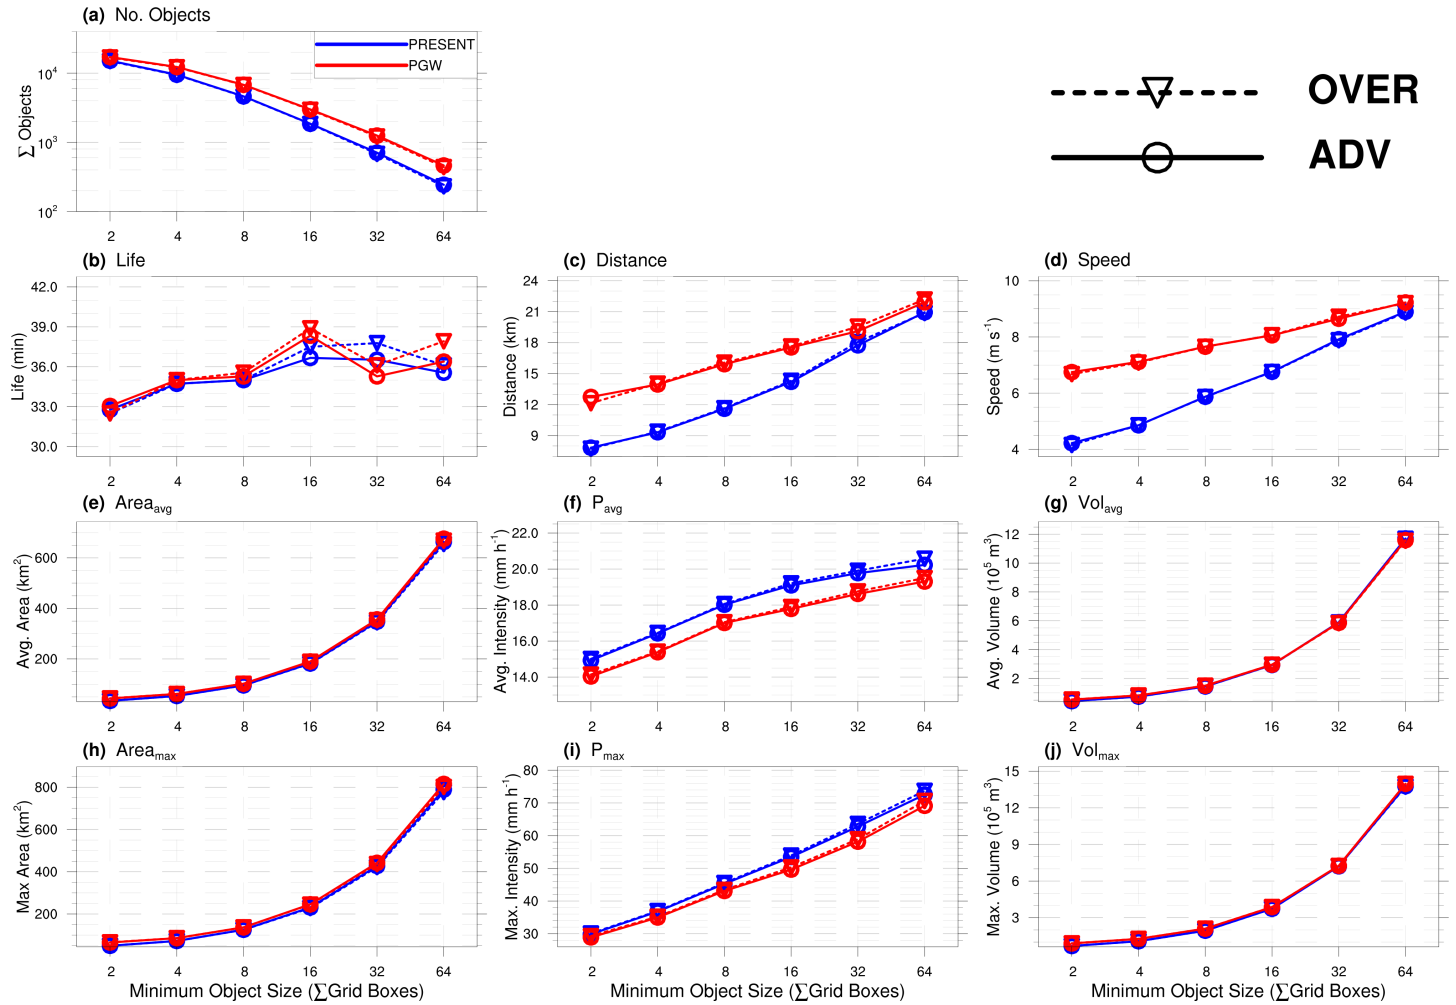 (a) No. Objects
PRESENT
PGW
10⁴
10³
10²
∑ Objects
2 4 8 16 32 64
OVER
ADV
(b) Life
42.0
39.0
36.0
33.0
30.0
Life (min)
2 4 8 16 32 64
(c) Distance
24
21
18
15
12
9
Distance (km)
2 4 8 16 32 64
(d) Speed
10
8
6
4
Speed (m s⁻¹)
2 4 8 16 32 64
(e) Area_avg
600
400
200
Avg. Area (km²)
2 4 8 16 32 64
(f) P_avg
22.0
20.0
18.0
16.0
14.0
Avg. Intensity (mm h⁻¹)
2 4 8 16 32 64
(g) Vol_avg
12
10
8
6
4
2
Avg. Volume (10⁵ m³)
2 4 8 16 32 64
(h) Area_max
800
600
400
200
Max Area (km²)
2 4 8 16 32 64
Minimum Object Size (∑Grid Boxes)
(i) P_max
80
70
60
50
40
30
Max. Intensity (mm h⁻¹)
2 4 8 16 32 64
Minimum Object Size (∑Grid Boxes)
(j) Vol_max
15
12
9
6
3
Max. Volume (10⁵ m³)
2 4 8 16 32 64
Minimum Object Size (∑Grid Boxes)